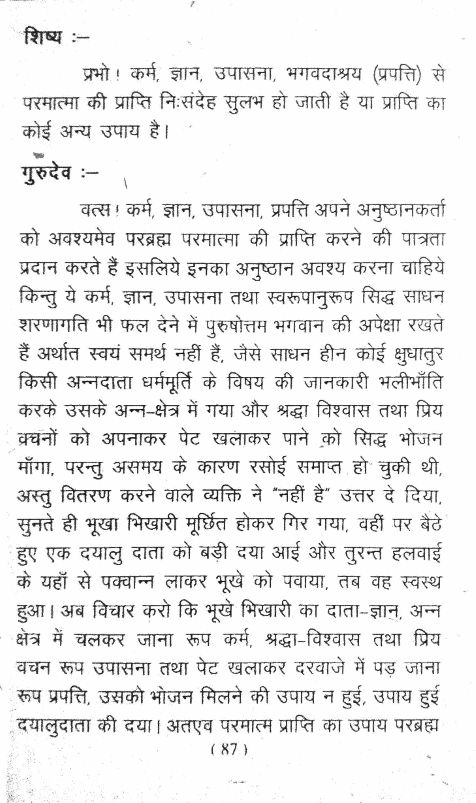 शिष्य :–
प्रभो ! कर्म, ज्ञान, उपासना, भगवदाश्रय (प्रपत्ति) से
परमात्मा की प्राप्ति निःसंदेह सुलभ हो जाती है या प्राप्ति का
कोई अन्य उपाय है।
गुरुदेव :–
वत्स ! कर्म, ज्ञान, उपासना, प्रपत्ति अपने अनुष्ठानकर्ता
को अवश्यमेव परब्रह्म परमात्मा की प्राप्ति करने की पात्रता
प्रदान करते हैं इसलिये इनका अनुष्ठान अवश्य करना चाहिये
किन्तु ये कर्म, ज्ञान, उपासना तथा स्वरूपानुरूप सिद्ध साधन
शरणागति भी फल देने में पुरुषोत्तम भगवान की अपेक्षा रखते
हैं अर्थात स्वयं समर्थ नहीं हैं, जैसे साधन हीन कोई क्षुधातुर
किसी अन्नदाता धर्ममूर्ति के विषय की जानकारी भलीभाँति
करके उसके अन्न-क्षेत्र में गया और श्रद्धा विश्वास तथा प्रिय
वचनों को अपनाकर पेट खलाकर पाने को सिद्ध भोजन
माँगा, परन्तु असमय के कारण रसोई समाप्त हो चुकी थी,
अस्तु वितरण करने वाले व्यक्ति ने "नहीं है" उत्तर दे दिया,
सुनते ही भूखा भिखारी मूर्छित होकर गिर गया, वहीं पर बैठे
हुए एक दयालु दाता को बड़ी दया आई और तुरन्त हलवाई
के यहाँ से पक्वान्न लाकर भूखे को पवाया, तब वह स्वस्थ
हुआ। अब विचार करो कि भूखे भिखारी का दाता-ज्ञान, अन्न
क्षेत्र में चलकर जाना रूप कर्म, श्रद्धा-विश्वास तथा प्रिय
वचन रूप उपासना तथा पेट खलाकर दरवाजे में पड़ जाना
रूप प्रपत्ति, उसको भोजन मिलने की उपाय न हुई, उपाय हुई
दयालुदाता की दया। अतएव परमात्म प्राप्ति का उपाय परब्रह्म
(87)